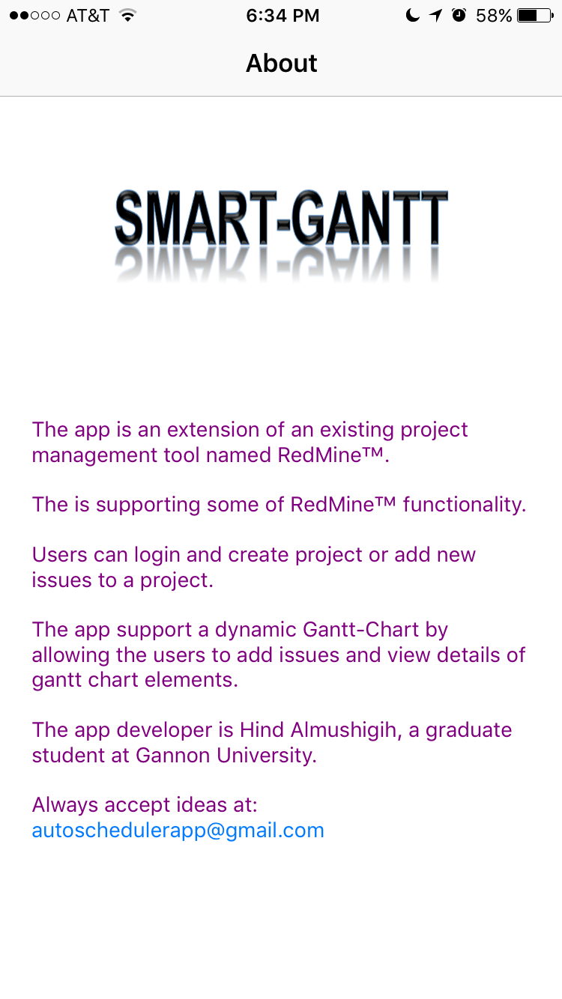 AT&T 6:34 PM 58%
About
SMART-GANTT
The app is an extension of an existing project
management tool named RedMine™.
The is supporting some of RedMine™ functionality.
Users can login and create project or add new
issues to a project.
The app support a dynamic Gantt-Chart by
allowing the users to add issues and view details of
gantt chart elements.
The app developer is Hind Almushigih, a graduate
student at Gannon University.
Always accept ideas at:
autoschedulerapp@gmail.com